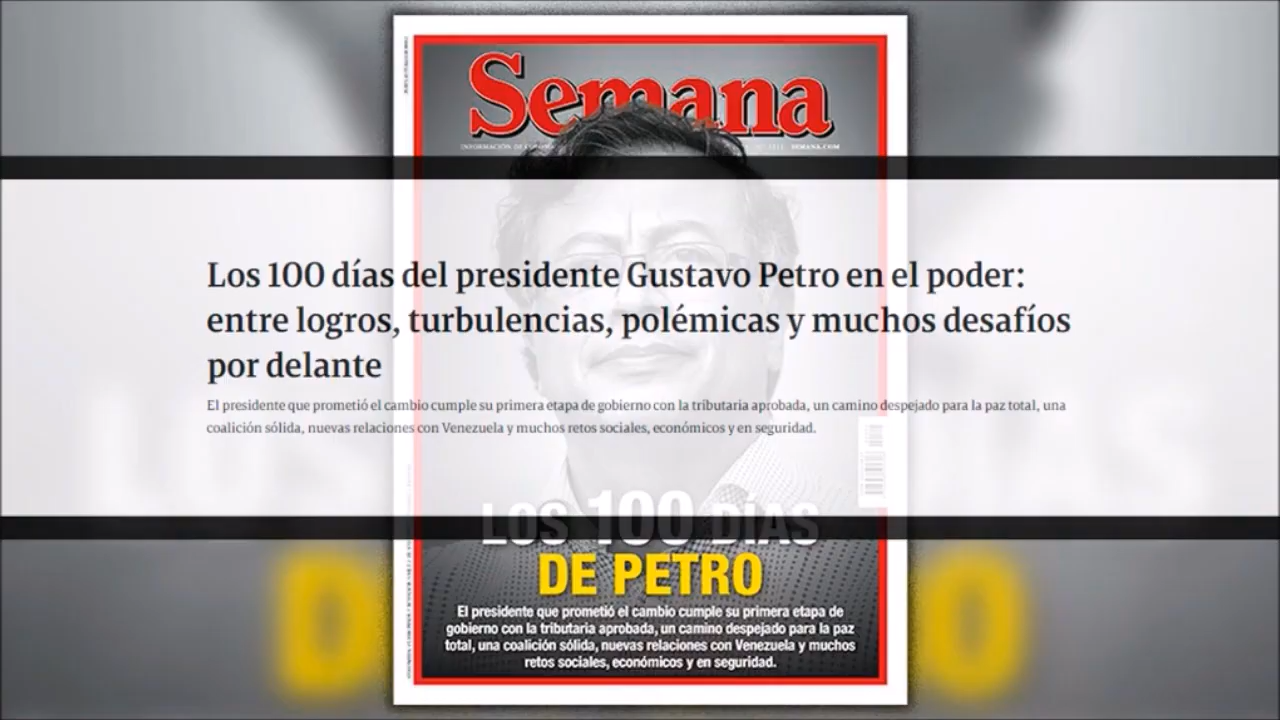 Semana
SEMANA.COM
Los 100 días del presidente Gustavo Petro en el poder:
entre logros, turbulencias, polémicas y muchos desafíos
por delante
El presidente que prometió el cambio cumple su primera etapa de gobierno con la tributaria aprobada, un camino despejado para la paz total, una
coalición sólida, nuevas relaciones con Venezuela y muchos retos sociales, económicos y en seguridad.
LOS 100 DÍAS
DE PETRO
El presidente que prometió el cambio cumple su primera etapa de
gobierno con la tributaria aprobada, un camino despejado para la paz
total, una coalición sólida, nuevas relaciones con Venezuela y muchos
retos sociales, económicos y en seguridad.